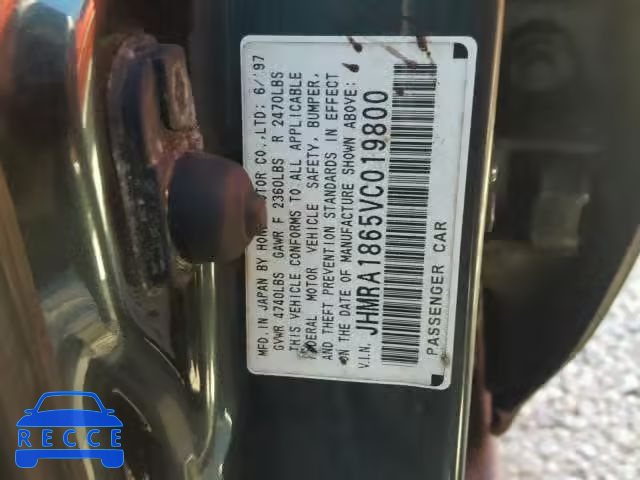 MFD. IN JAPAN BY HON TOR CO., LTD: 6/'97
GVWR 4740LBS GAWR F 2360LBS R 2470LBS
THIS VEHICLE CONFORMS TO ALL APPLICABLE
FEDERAL MOTOR VEHICLE SAFETY, BUMPER,
AND THEFT PREVENTION STANDARDS IN EFFECT
ON THE DATE OF MANUFACTURE SHOWN ABOVE:
V.I.N. JHMRA1865VC019800
PASSENGER CAR
RECCE